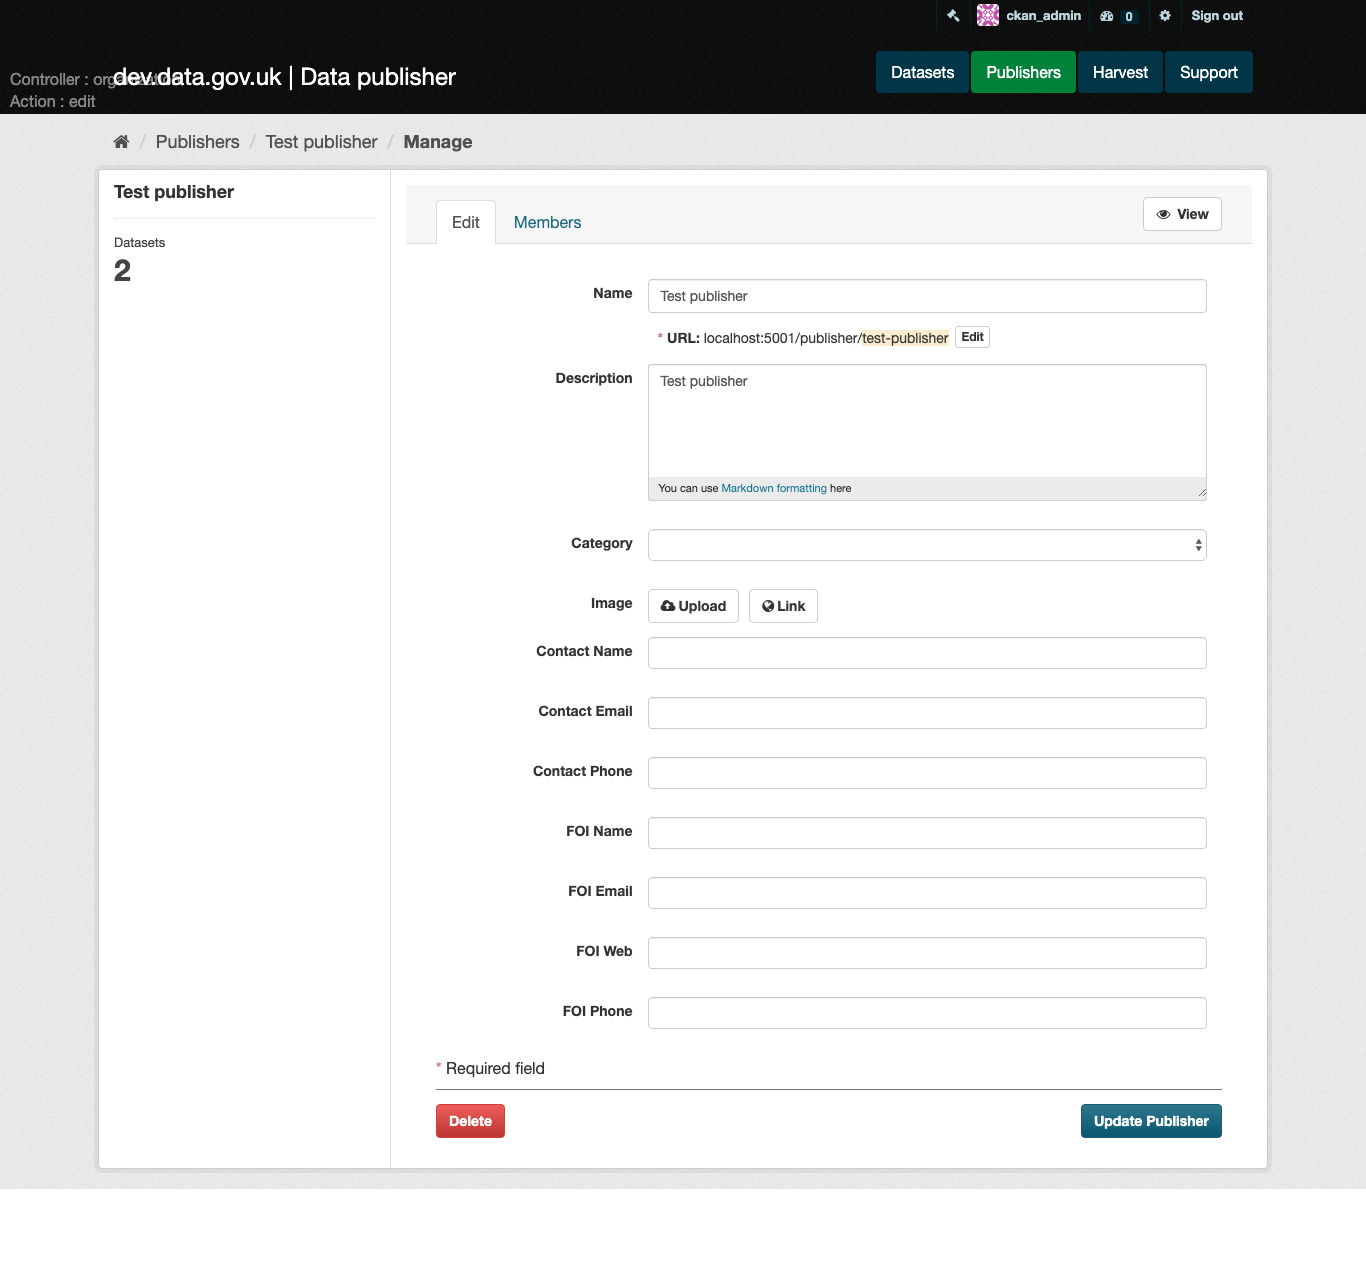 ckan_admin 0 Sign out
Controller : organization
dev.data.gov.uk | Data publisher
Action : edit
Datasets Publishers Harvest Support
/ Publishers / Test publisher / Manage
Test publisher
Datasets
2
Edit Members View
Name Test publisher
* URL: localhost:5001/publisher/test-publisher Edit
Description Test publisher
You can use Markdown formatting here
Category
Image Upload Link
Contact Name
Contact Email
Contact Phone
FOI Name
FOI Email
FOI Web
FOI Phone
* Required field
Delete Update Publisher